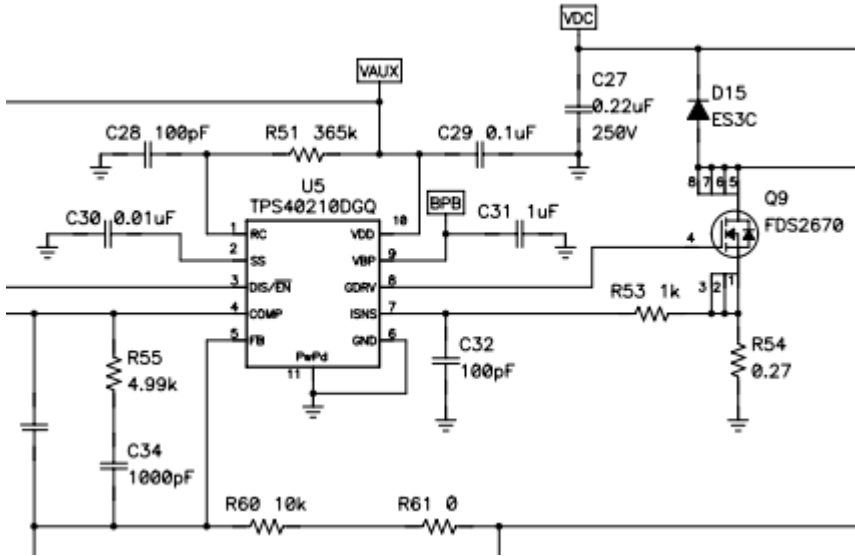 VDC
VAUX
C27
0.22uF
250V
D15
ES3C
C28 100pF
R51 365k
C29 0.1uF
8 7 6 5
U5
TPS40210DGQ
BPB
C30 0.01uF
C31 1uF
Q9
FDS2670
1 RC
VDD 10
2 SS
VBP 9
3 DIS/EN
GDRV 8
4
4 COMP
ISNS 7
R53 1k
3 2 1
5 FB
GND 6
PwPd
11
C32
100pF
R54
0.27
R55
4.99k
C34
1000pF
R60 10k
R61 0